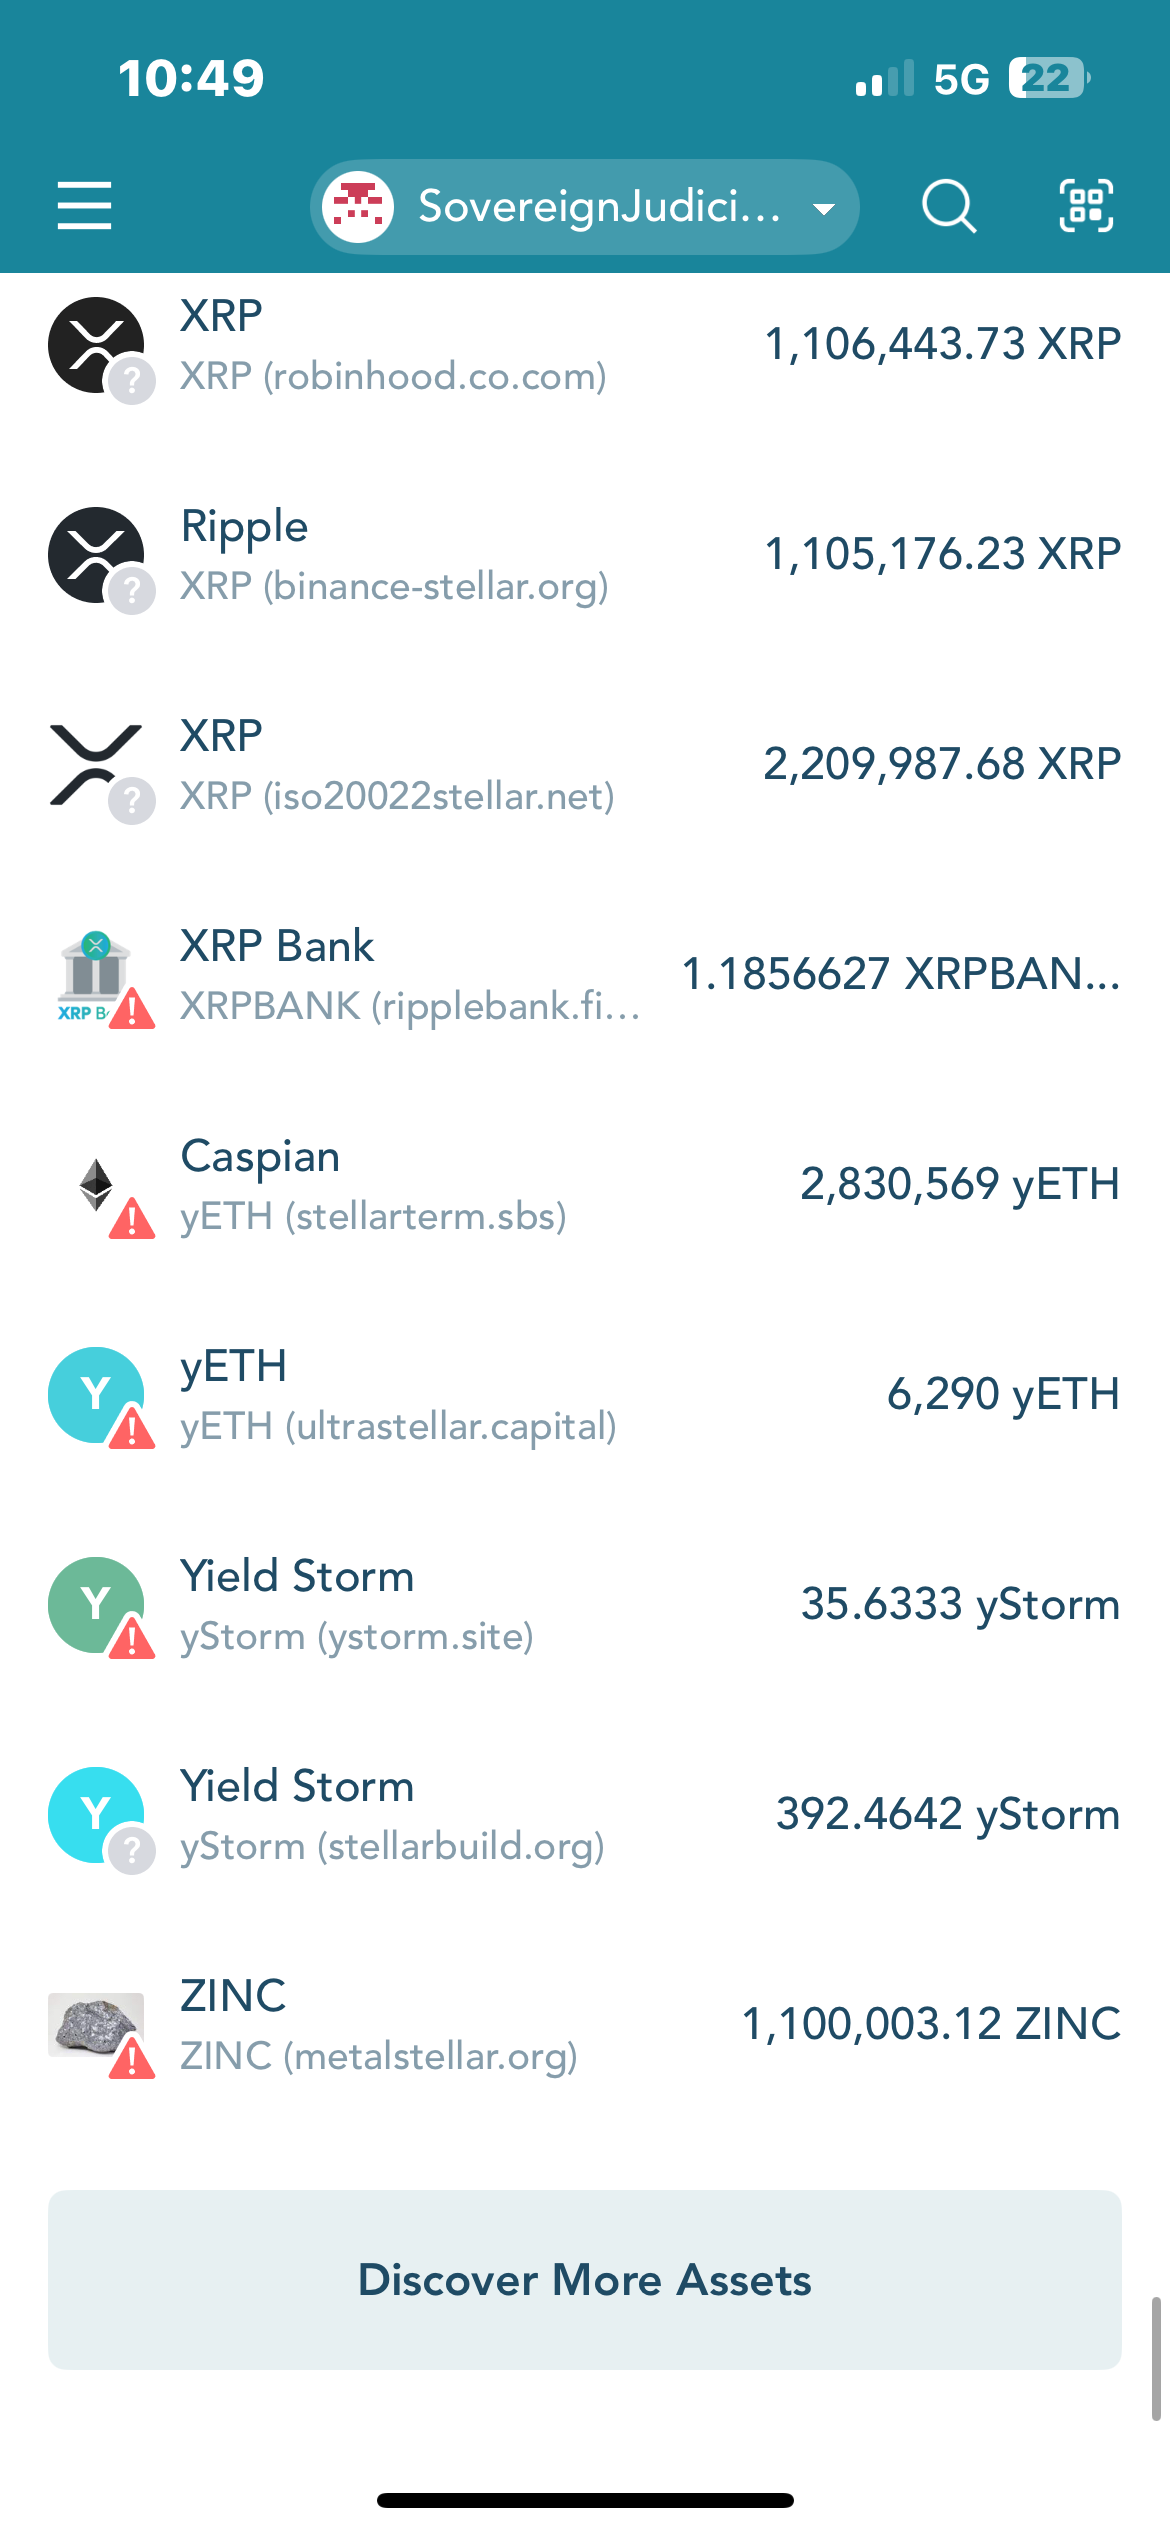 10:49
5G 22
SovereignJudici...
XRP
XRP (robinhood.co.com)
1,106,443.73 XRP
Ripple
XRP (binance-stellar.org)
1,105,176.23 XRP
XRP
XRP (iso20022stellar.net)
2,209,987.68 XRP
XRP B
XRP Bank
XRPBANK (ripplebank.fi...
1.1856627 XRPBAN...
Caspian
yETH (stellarterm.sbs)
2,830,569 yETH
Y
yETH
yETH (ultrastellar.capital)
6,290 yETH
Y
Yield Storm
yStorm (ystorm.site)
35.6333 yStorm
Y
Yield Storm
yStorm (stellarbuild.org)
392.4642 yStorm
ZINC
ZINC (metalstellar.org)
1,100,003.12 ZINC
Discover More Assets